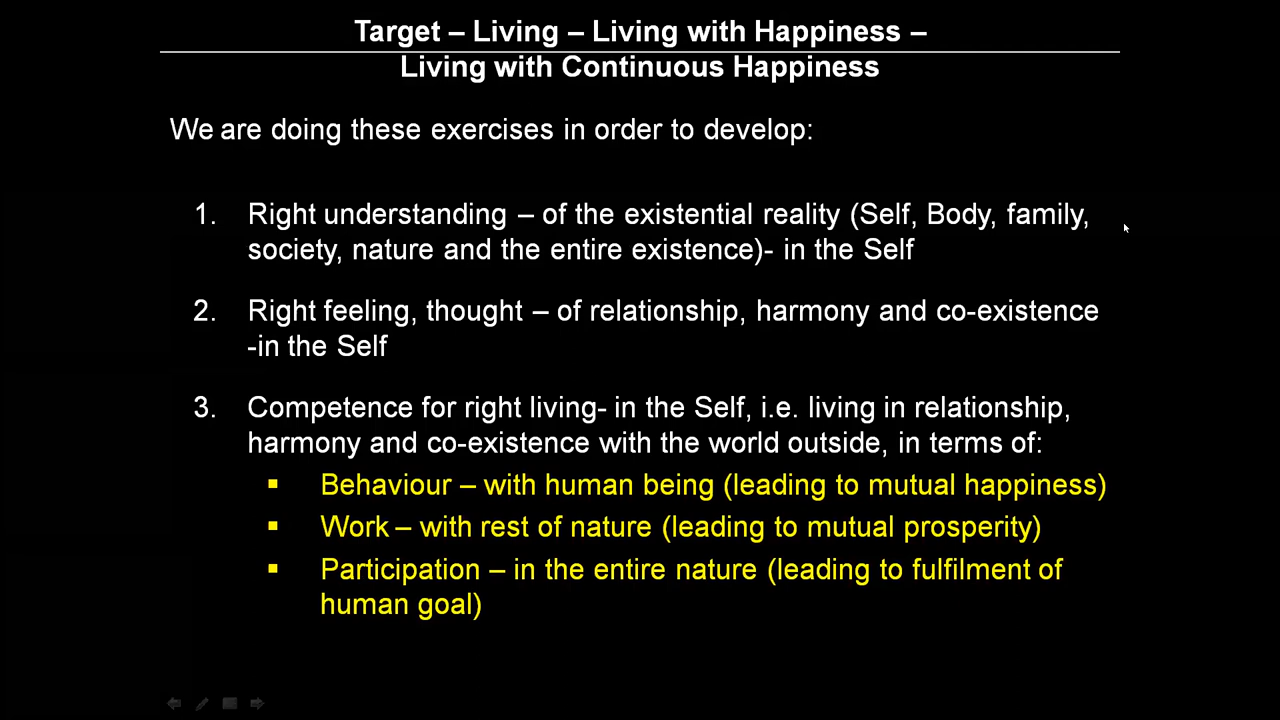 Target – Living – Living with Happiness –
Living with Continuous Happiness
We are doing these exercises in order to develop:
1. Right understanding – of the existential reality (Self, Body, family,
society, nature and the entire existence)- in the Self
2. Right feeling, thought – of relationship, harmony and co-existence
-in the Self
3. Competence for right living- in the Self, i.e. living in relationship,
harmony and co-existence with the world outside, in terms of:
▪ Behaviour – with human being (leading to mutual happiness)
▪ Work – with rest of nature (leading to mutual prosperity)
▪ Participation – in the entire nature (leading to fulfilment of
human goal)